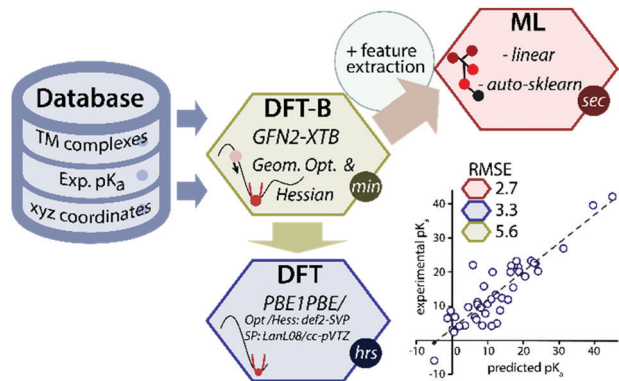 Database
TM complexes
Exp. pKa
xyz coordinates
DFT-B
GFN2-XTB
Geom. Opt. &
Hessian
min
+ feature
extraction
ML
- linear
- auto-sklearn
sec
DFT
PBE1PBE/
Opt/Hess: def2-SVP
SP: LanL08/cc-pVTZ
hrs
RMSE
2.7
3.3
5.6
experimental pKa
40
30
20
10
0
-10
0
10
20
30
40
predicted pKa